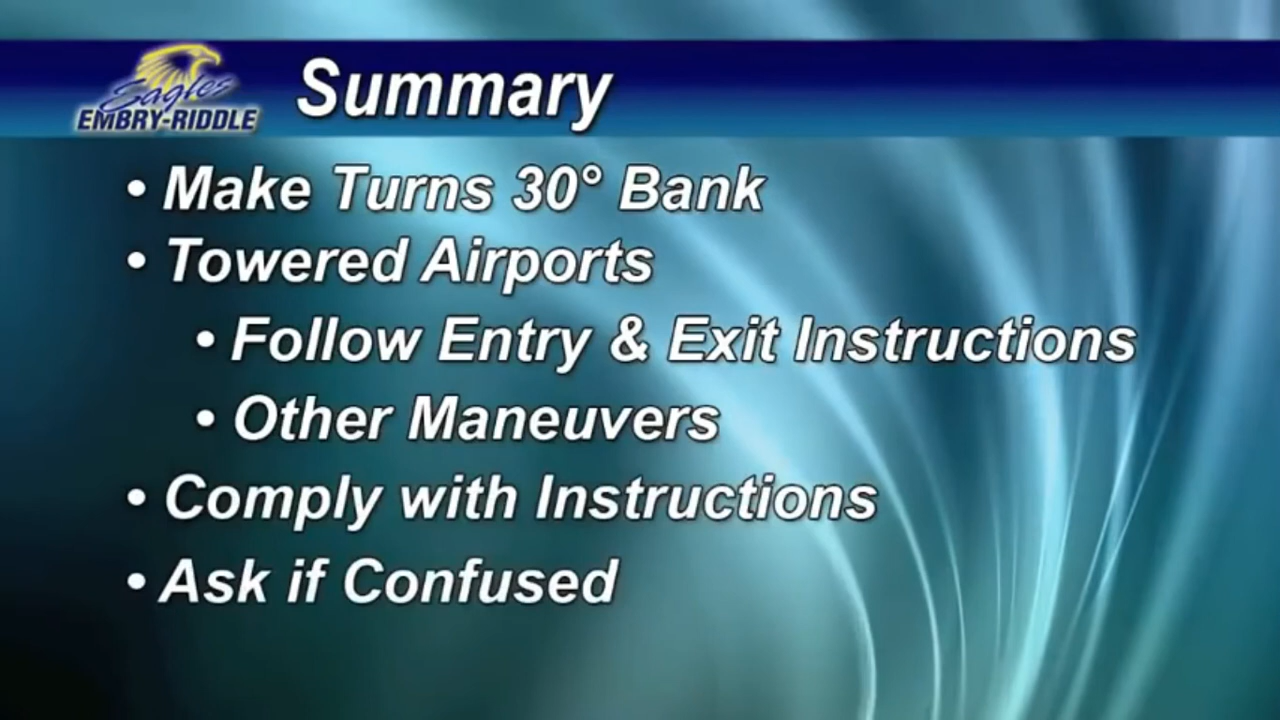 Eagles
EMBRY-RIDDLE
Summary
• Make Turns 30° Bank
• Towered Airports
• Follow Entry & Exit Instructions
• Other Maneuvers
• Comply with Instructions
• Ask if Confused